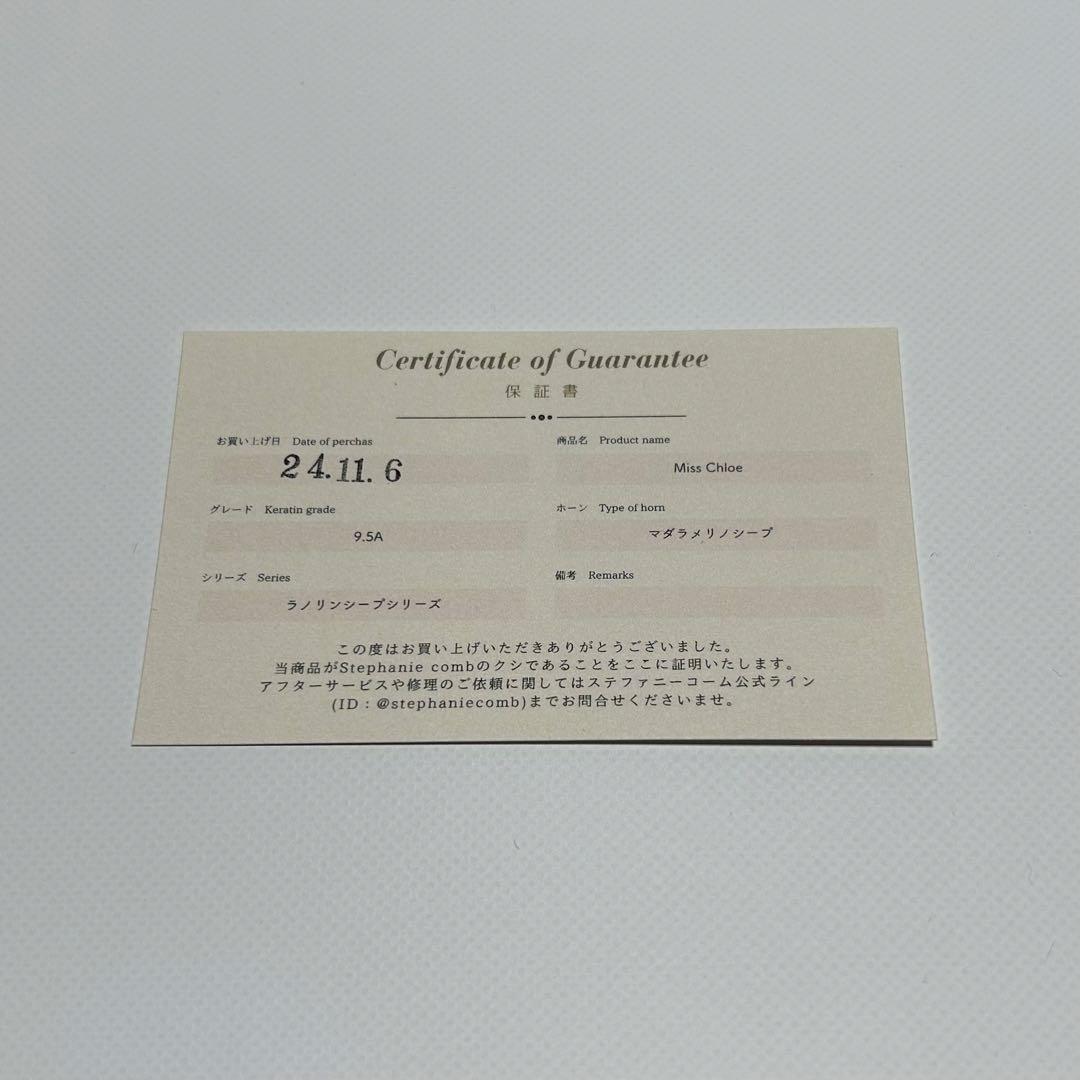 Certificate of Guarantee
保証書
お買い上げ日 Date of perchas
24.11.6
商品名 Product name
Miss Chloe
グレード Keratin grade
9.5A
ホーン Type of horn
マダラメリノシープ
シリーズ Series
ラノリンシープシリーズ
備考 Remarks
この度はお買い上げいただきありがとうございました。
当商品がStephanie combのクシであることをここに証明いたします。
アフターサービスや修理のご依頼に関してはステファニーコーム公式ライン
(ID：@stephaniecomb)までお問合せくださいませ。